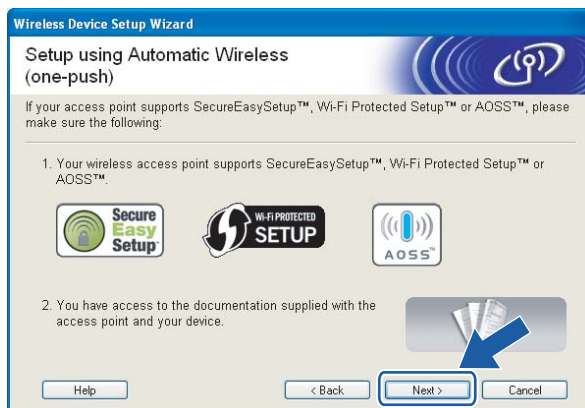 Wireless Device Setup Wizard
Setup using Automatic Wireless
(one-push)
If your access point supports SecureEasySetup™, Wi-Fi Protected Setup™ or AOSS™, please
make sure the following:
1. Your wireless access point supports SecureEasySetup™, Wi-Fi Protected Setup™ or
AOSS™.
Secure
Easy
Setup™
WI-FI PROTECTED
SETUP
AOSS™
2. You have access to the documentation supplied with the
access point and your device.
Help
< Back
Next >
Cancel